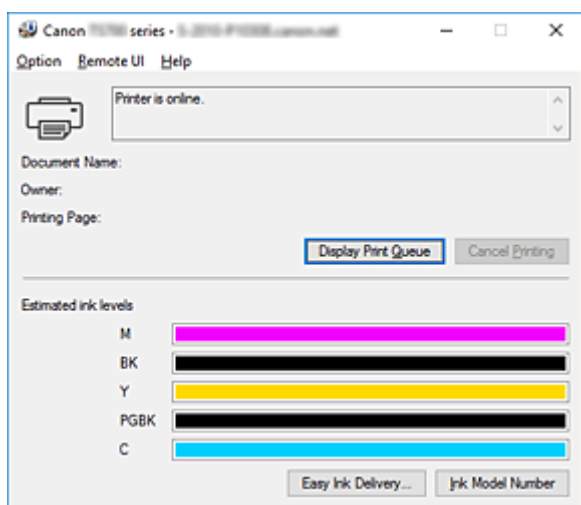 Canon series -
Option Remote UI Help
Printer is online.
Document Name:
Owner:
Printing Page:
Display Print Queue Cancel Printing
Estimated ink levels
M
BK
Y
PGBK
C
Easy Ink Delivery... Ink Model Number